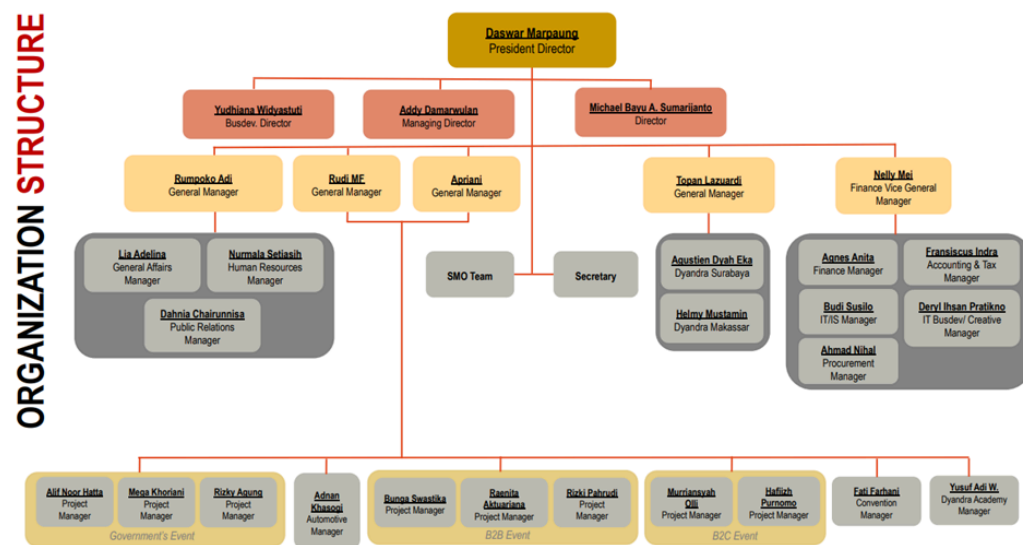 ORGANIZATION STRUCTURE
Daswar Marpaung
President Director
Yudhiana Widyastuti
Busdev. Director
Addy Damarwulan
Managing Director
Michael Bayu A. Sumarijanto
Director
Rumpoko Adi
General Manager
Rudi MF
General Manager
Apriani
General Manager
Topan Lazuardi
General Manager
Nelly Mei
Finance Vice General
Manager
Lia Adelina
General Affairs
Manager
Nurmala Setiasih
Human Resources
Manager
Dahnia Chairunnisa
Public Relations
Manager
SMO Team
Secretary
Agustien Dyah Eka
Dyandra Surabaya
Helmy Mustamin
Dyandra Makassar
Agnes Anita
Finance Manager
Fransiscus Indra
Accounting & Tax
Manager
Budi Susilo
IT/IS Manager
Deryl Ihsan Pratikno
IT Busdev/ Creative
Manager
Ahmad Nihal
Procurement
Manager
Alif Noor Hatta
Project
Manager
Mega Khoriani
Project
Manager
Rizky Agung
Project
Manager
Government's Event
Adnan
Khasogi
Automotive
Manager
Bunga Swastika
Project Manager
Raenita
Aktuariana
Project Manager
Rizki Pahrudi
Project
Manager
B2B Event
Murriansyah
Olli
Project Manager
Hafiizh
Purnomo
Project Manager
B2C Event
Fati Farhani
Convention
Manager
Yusuf Adi W.
Dyandra Academy
Manager